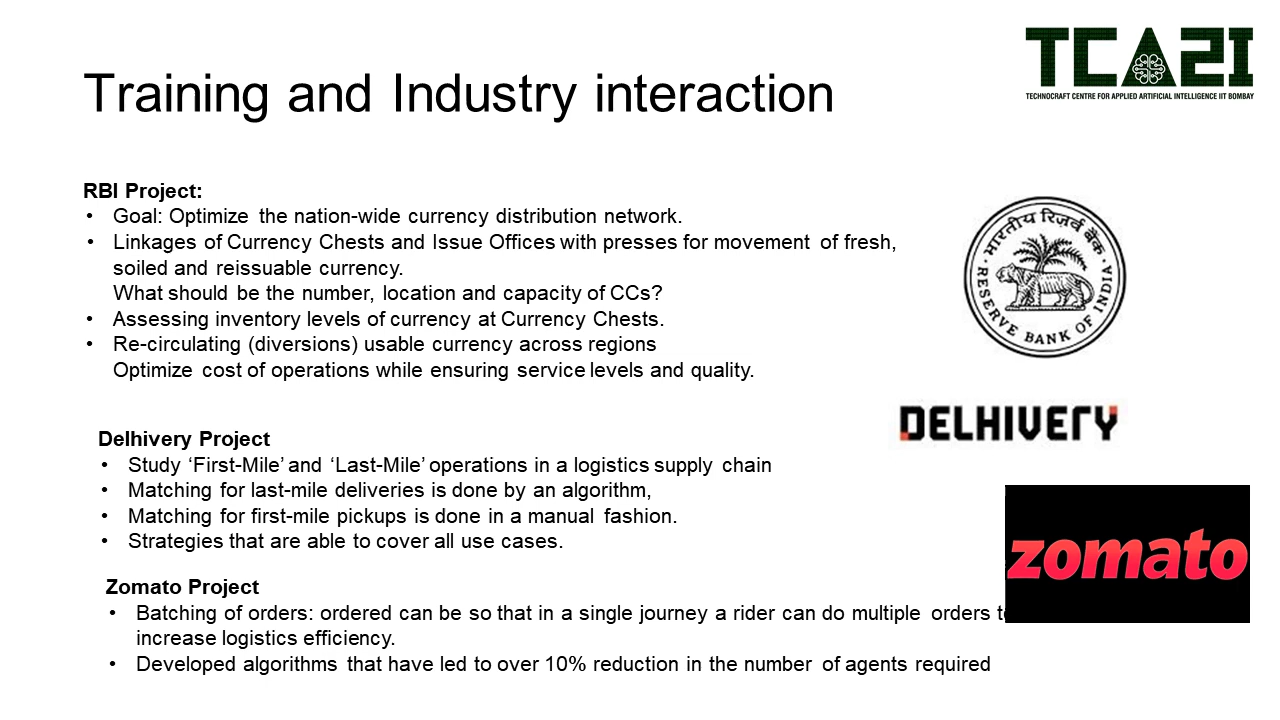 TCA2I
TECHNOCRAFT CENTRE FOR APPLIED ARTIFICIAL INTELLIGENCE IIT BOMBAY
Training and Industry interaction
RBI Project:
• Goal: Optimize the nation-wide currency distribution network.
• Linkages of Currency Chests and Issue Offices with presses for movement of fresh,
soiled and reissuable currency.
What should be the number, location and capacity of CCs?
• Assessing inventory levels of currency at Currency Chests.
• Re-circulating (diversions) usable currency across regions
Optimize cost of operations while ensuring service levels and quality.
भारतीय रिज़र्व बैंक
RESERVE BANK OF INDIA
DELHIVERY
Delhivery Project
• Study ‘First-Mile’ and ‘Last-Mile’ operations in a logistics supply chain
• Matching for last-mile deliveries is done by an algorithm,
• Matching for first-mile pickups is done in a manual fashion.
• Strategies that are able to cover all use cases.
zomato
Zomato Project
• Batching of orders: ordered can be so that in a single journey a rider can do multiple orders
increase logistics efficiency.
• Developed algorithms that have led to over 10% reduction in the number of agents required